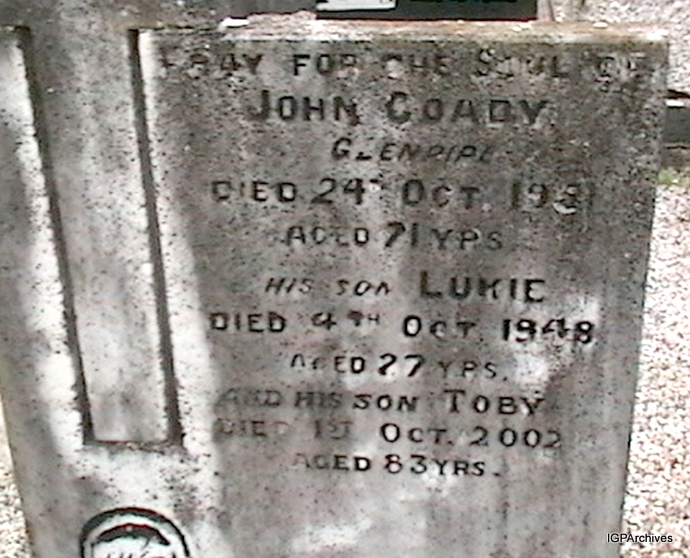 PRAY FOR THE SOUL OF
JOHN COADY
GLENPIPE
DIED 24TH OCT. 19
AGED 71 YRS
HIS SON LUKIE
DIED 4TH OCT 1948
AGED 27 YRS.
AND HIS SON TOBY
DIED 1ST OCT. 2002
AGED 83 YRS.
IGPArchives